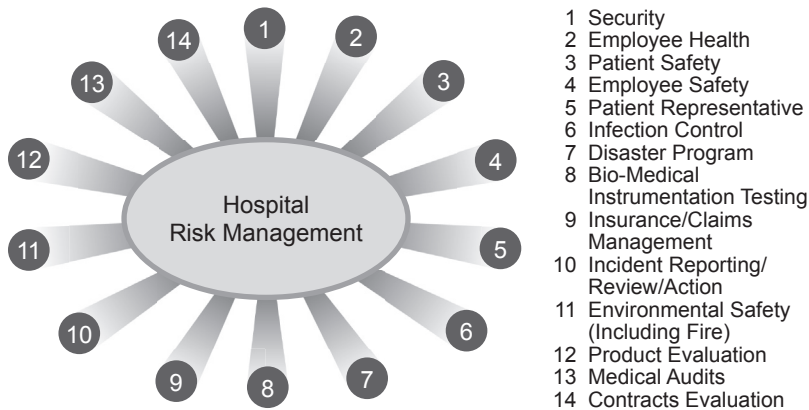 1
2
3
4
5
6
7
8
9
10
11
12
13
14
Hospital
Risk Management
1 Security
2 Employee Health
3 Patient Safety
4 Employee Safety
5 Patient Representative
6 Infection Control
7 Disaster Program
8 Bio-Medical
Instrumentation Testing
9 Insurance/Claims
Management
10 Incident Reporting/
Review/Action
11 Environmental Safety
(Including Fire)
12 Product Evaluation
13 Medical Audits
14 Contracts Evaluation